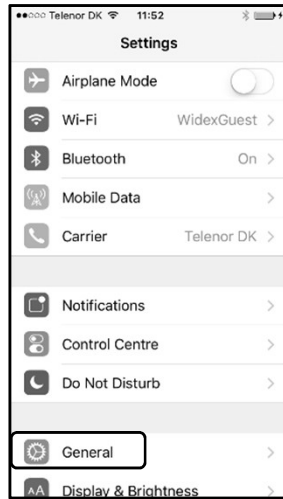 Telenor DK 11:52
Settings
Airplane Mode
Wi-Fi WidexGuest
Bluetooth On
Mobile Data
Carrier Telenor DK
Notifications
Control Centre
Do Not Disturb
General
AA Display & Brightness